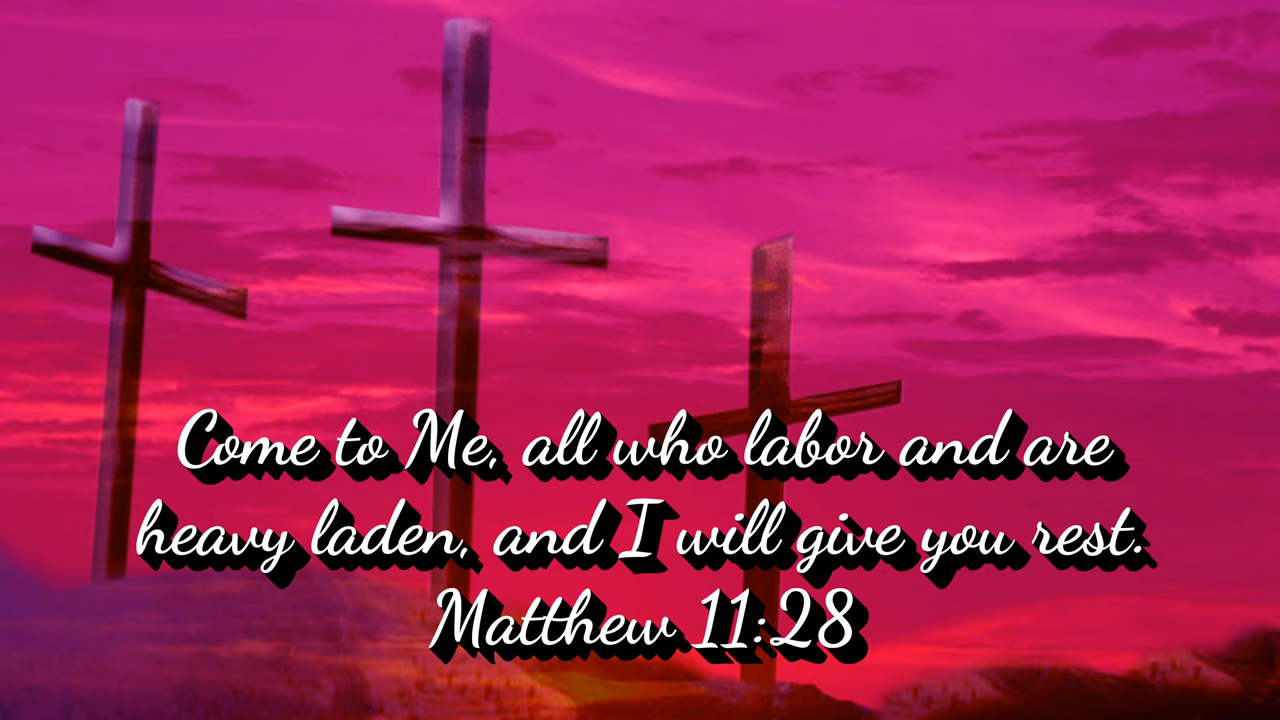 Come to Me, all who labor and are
heavy laden, and I will give you rest.
Matthew 11:28